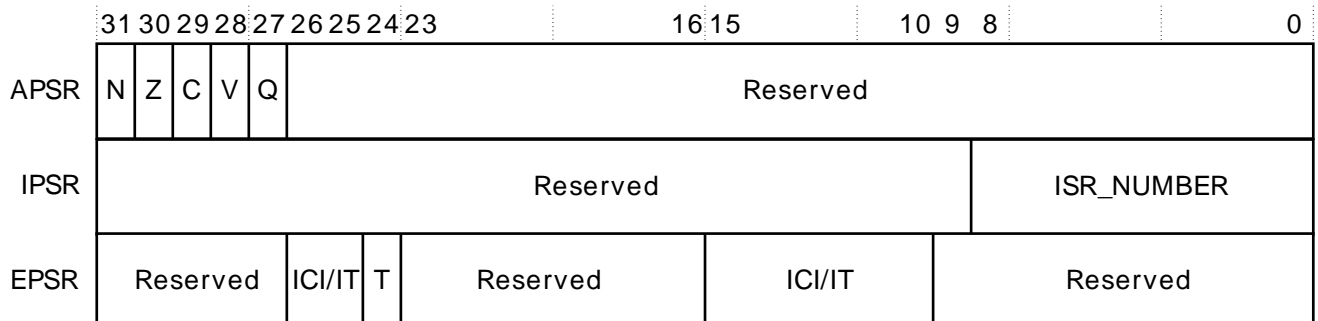 31 30 29 28 27 26 25 24 23 16 15 10 9 8 0
APSR N Z C V Q Reserved
IPSR Reserved ISR_NUMBER
EPSR Reserved ICI/IT T Reserved ICI/IT Reserved